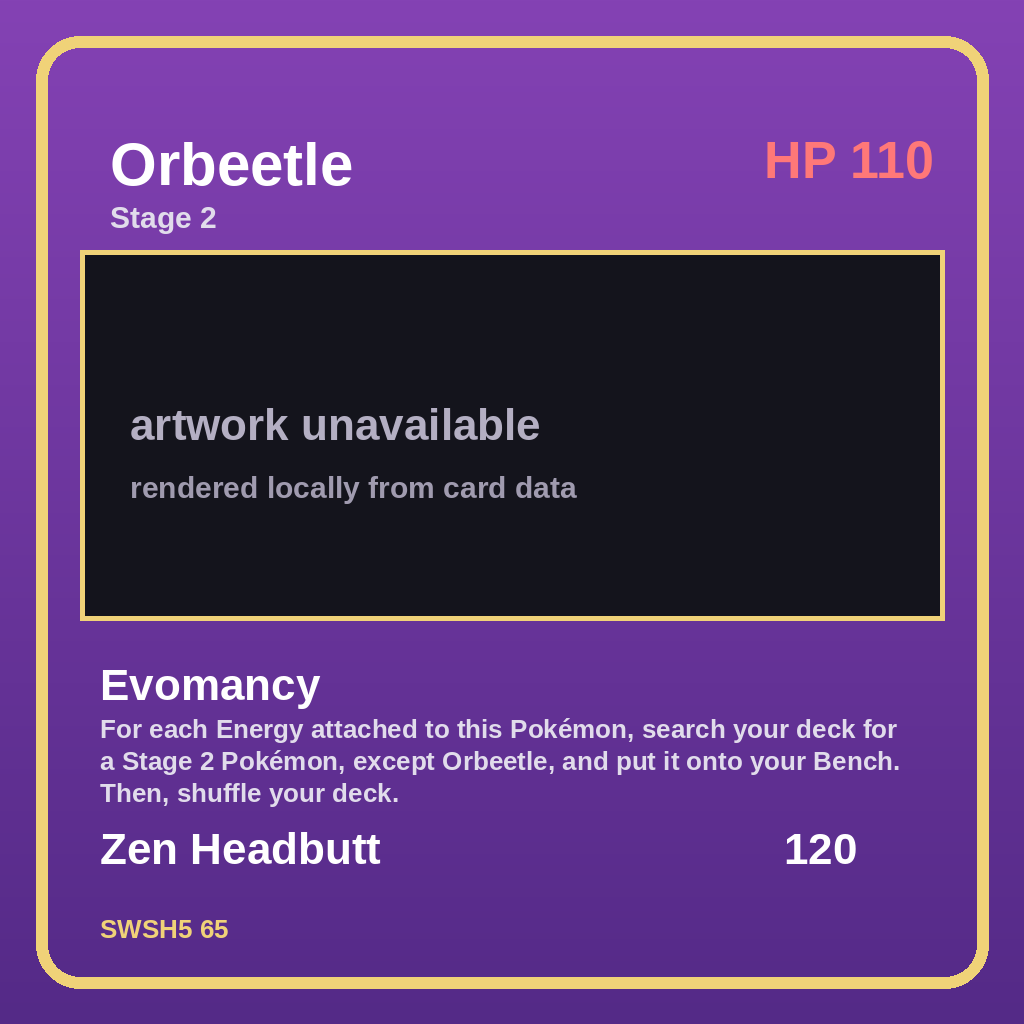 Orbeetle
HP 110
Stage 2
artwork unavailable
rendered locally from card data
Evomancy
For each Energy attached to this Pokémon, search your deck for
a Stage 2 Pokémon, except Orbeetle, and put it onto your Bench.
Then, shuffle your deck.
Zen Headbutt
120
SWSH5 65